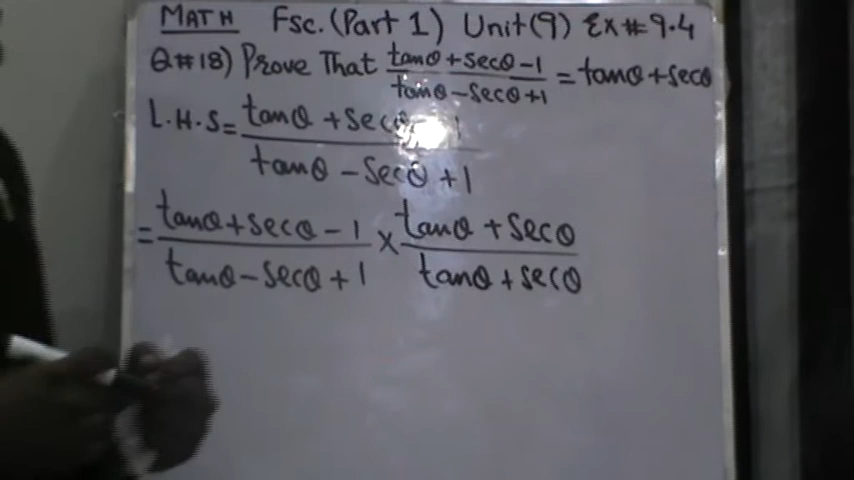 MATH Fsc. (Part 1) Unit (9) Ex # 9.4
Q#18) Prove That (tanθ+secθ-1)/(tanθ-secθ+1) = tanθ+secθ
L.H.S = (tanθ+secθ-1)/(tanθ-secθ+1)
= (tanθ+secθ-1)/(tanθ-secθ+1) × (tanθ+secθ)/(tanθ+secθ)